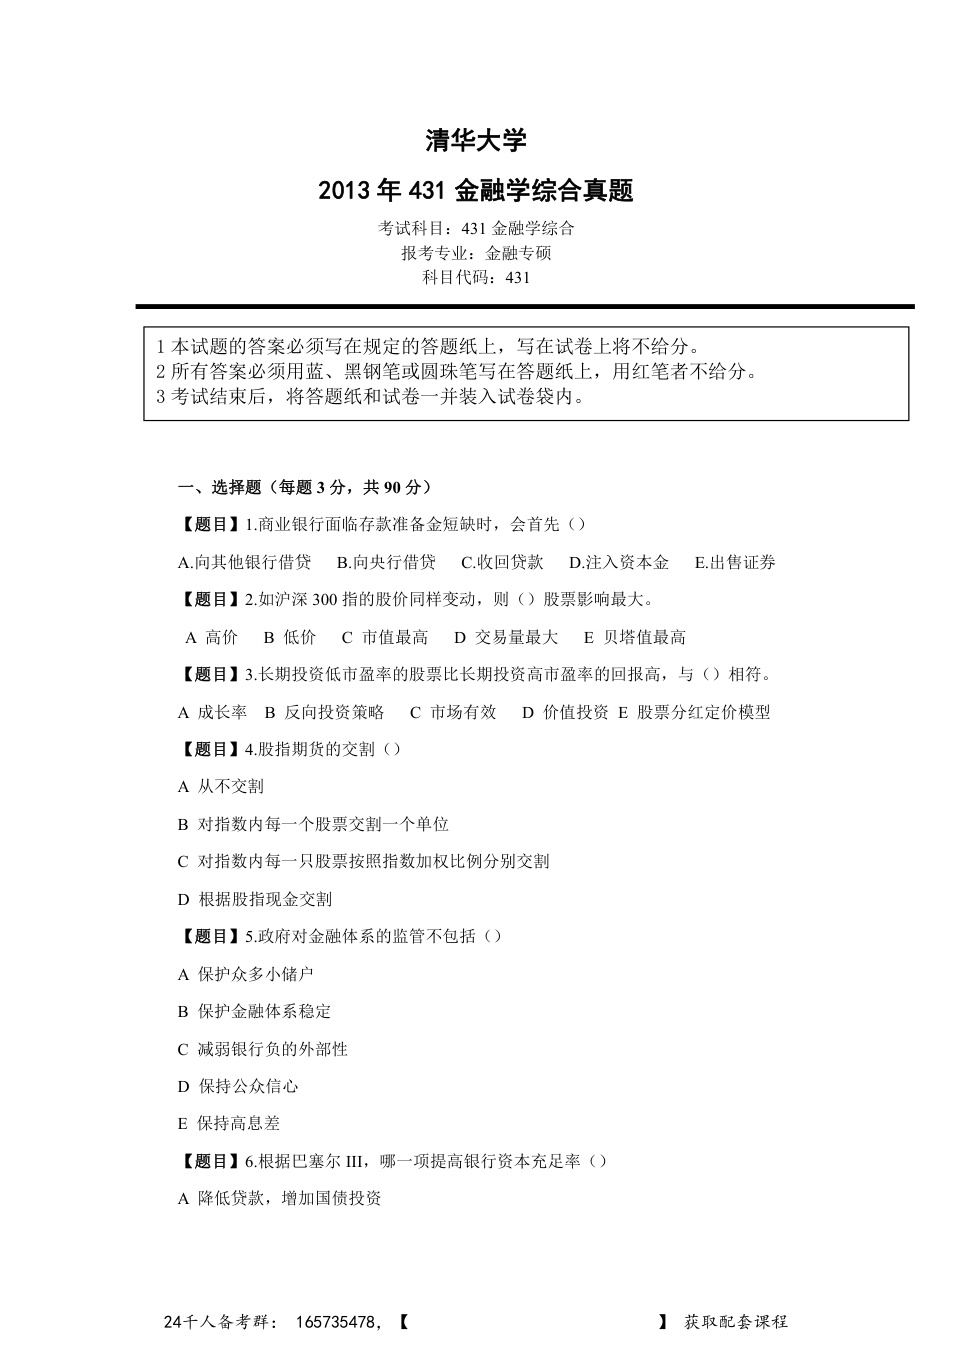 清华大学
2013 年 431 金融学综合真题
考试科目：431 金融学综合
报考专业：金融专硕
科目代码：431
1 本试题的答案必须写在规定的答题纸上，写在试卷上将不给分。
2 所有答案必须用蓝、黑钢笔或圆珠笔写在答题纸上，用红笔者不给分。
3 考试结束后，将答题纸和试卷一并装入试卷袋内。
一、选择题（每题 3 分，共 90 分）
【题目】1.商业银行面临存款准备金短缺时，会首先（）
A.向其他银行借贷 B.向央行借贷 C.收回贷款 D.注入资本金 E.出售证券
【题目】2.如沪深 300 指的股价同样变动，则（）股票影响最大。
A 高价 B 低价 C 市值最高 D 交易量最大 E 贝塔值最高
【题目】3.长期投资低市盈率的股票比长期投资高市盈率的回报高，与（）相符。
A 成长率 B 反向投资策略 C 市场有效 D 价值投资 E 股票分红定价模型
【题目】4.股指期货的交割（）
A 从不交割
B 对指数内每一个股票交割一个单位
C 对指数内每一只股票按照指数加权比例分别交割
D 根据股指现金交割
【题目】5.政府对金融体系的监管不包括（）
A 保护众多小储户
B 保护金融体系稳定
C 减弱银行负的外部性
D 保持公众信心
E 保持高息差
【题目】6.根据巴塞尔 III，哪一项提高银行资本充足率（）
A 降低贷款，增加国债投资
24千人备考群： 165735478，【 】 获取配套课程